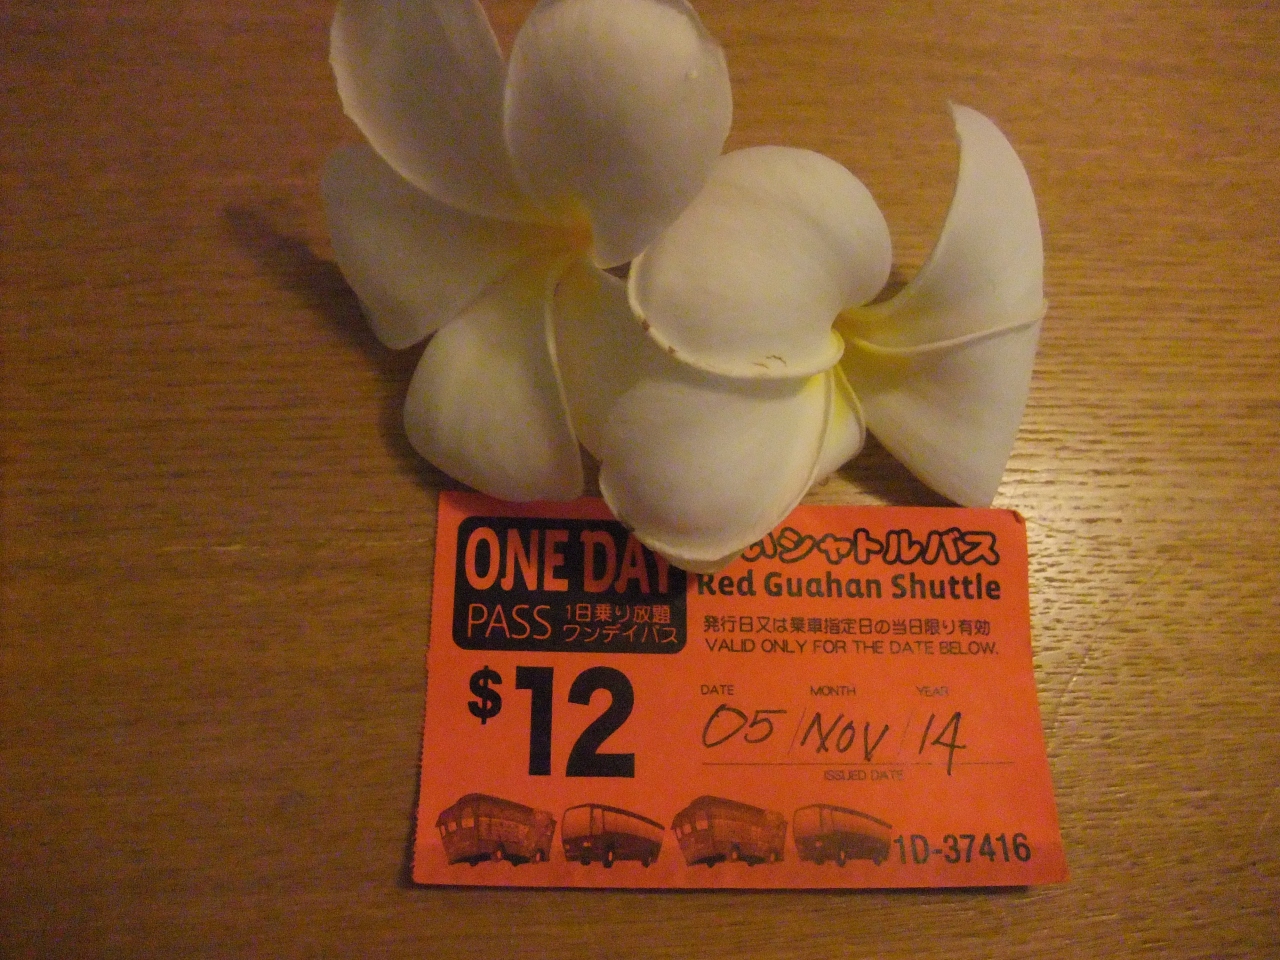 ONE DAY
PASS 1日乗り放題
ワンデイパス
$12
いシャトルバス
Red Guahan Shuttle
発行日又は乗車指定日の当日限り有効
VALID ONLY FOR THE DATE BELOW.
DATE MONTH YEAR
05/NOV/14
ISSUED DATE
1D-37416